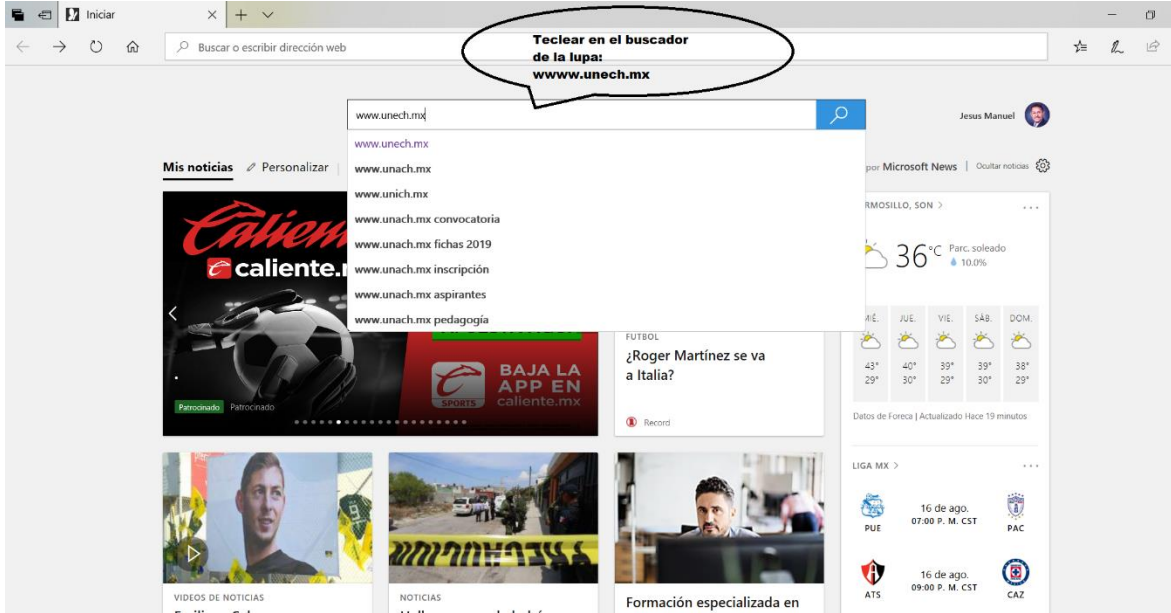 Iniciar
Buscar o escribir dirección web
Teclear en el buscador
de la lupa:
wwww.unech.mx
www.unech.mx
Jesus Manuel
www.unech.mx
www.unach.mx
www.unich.mx
www.unach.mx convocatoria
www.unach.mx fichas 2019
www.unach.mx inscripción
www.unach.mx aspirantes
www.unach.mx pedagogía
Mis noticias Personalizar
por Microsoft News Ocultar noticias
Caliente
caliente.
BAJA LA
APP EN
caliente.mx
SPORTS
Patrocinado Patrocinado
FUTBOL
¿Roger Martínez se va
a Italia?
Record
RMOSILLO, SON >
36°C Parc. soleado
10.0%
MIÉ. JUE. VIE. SÁB. DOM.
43° 40° 39° 39° 38°
29° 30° 29° 30° 29°
Datos de Foreca | Actualizado Hace 19 minutos
LIGA MX >
16 de ago.
07:00 P. M. CST
PUE PAC
16 de ago.
09:00 P. M. CST
ATS CAZ
VIDEOS DE NOTICIAS
NOTICIAS
Formación especializada en